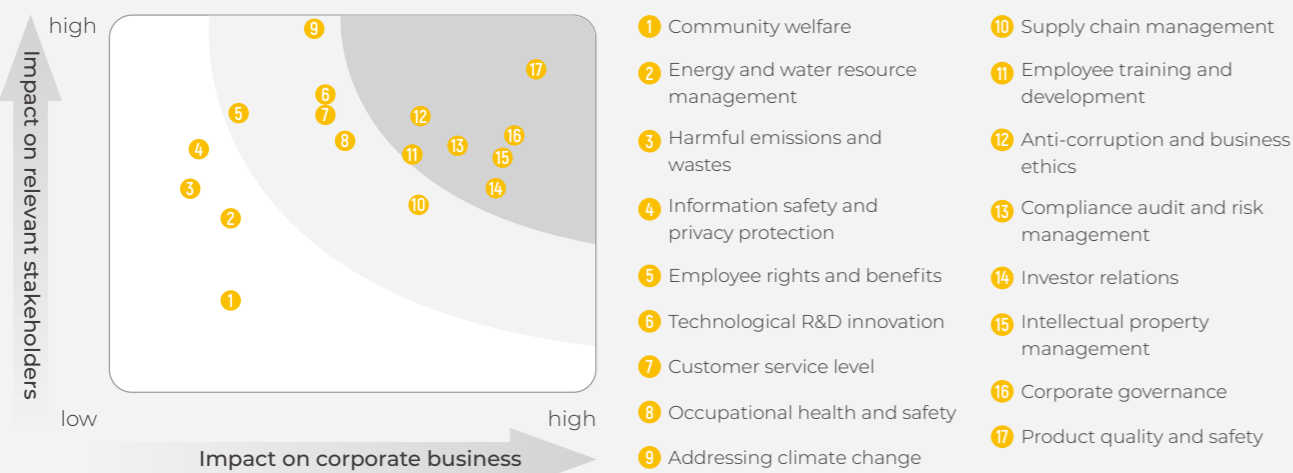 high
Impact on relevant stakeholders
low
high
Impact on corporate business
9
17
6
5
7
12
16
8
13
4
11
15
3
14
10
2
1
1 Community welfare
2 Energy and water resource
management
3 Harmful emissions and
wastes
4 Information safety and
privacy protection
5 Employee rights and benefits
6 Technological R&D innovation
7 Customer service level
8 Occupational health and safety
9 Addressing climate change
10 Supply chain management
11 Employee training and
development
12 Anti-corruption and business
ethics
13 Compliance audit and risk
management
14 Investor relations
15 Intellectual property
management
16 Corporate governance
17 Product quality and safety